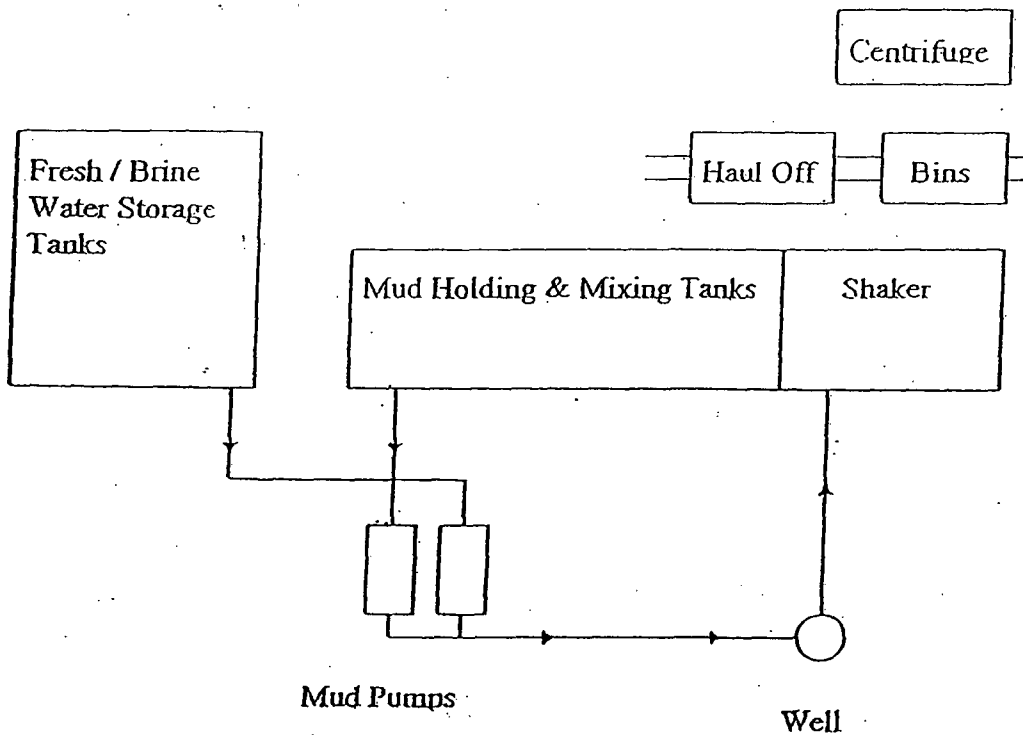 Centrifuge
Fresh / Brine
Water Storage
Tanks
Haul Off
Bins
Mud Holding & Mixing Tanks
Shaker
Mud Pumps
Well